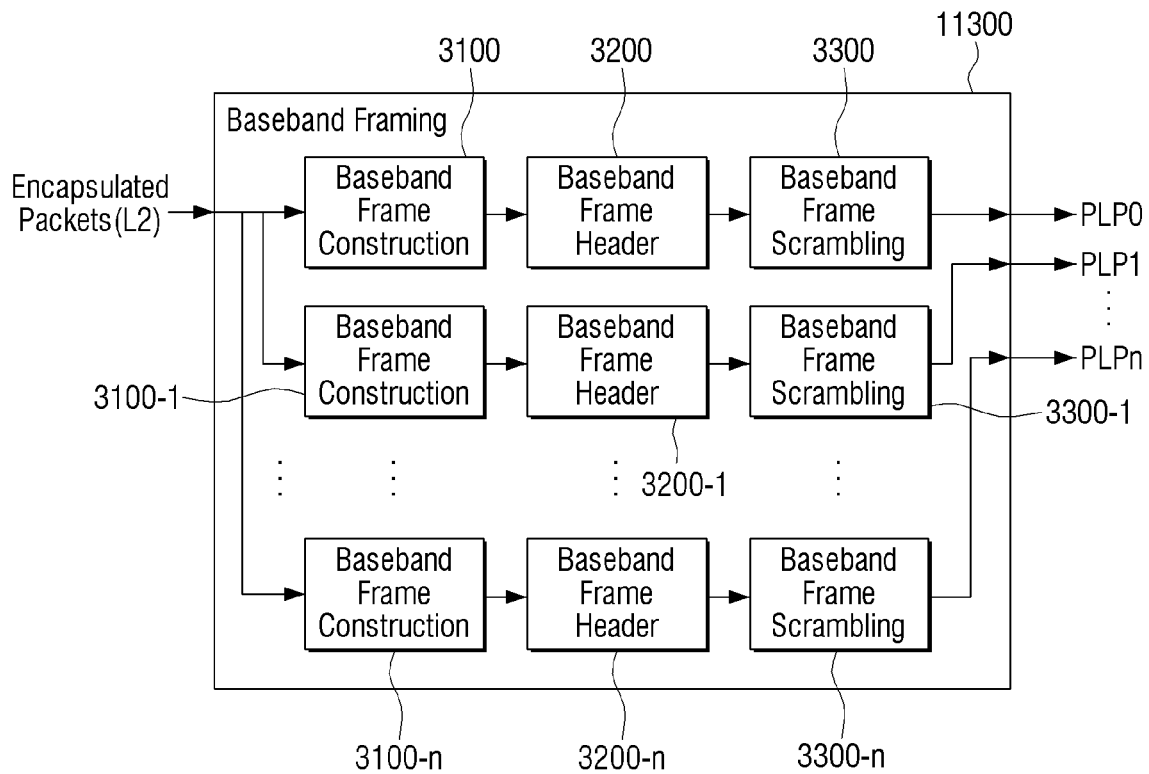 11300
3100
3200
3300
Baseband Framing
Encapsulated
Packets(L2)
Baseband
Frame
Construction
Baseband
Frame
Header
Baseband
Frame
Scrambling
PLP0
PLP1
Baseband
Frame
Construction
Baseband
Frame
Header
Baseband
Frame
Scrambling
PLPn
3100-1
3200-1
3300-1
Baseband
Frame
Construction
Baseband
Frame
Header
Baseband
Frame
Scrambling
3100-n
3200-n
3300-n